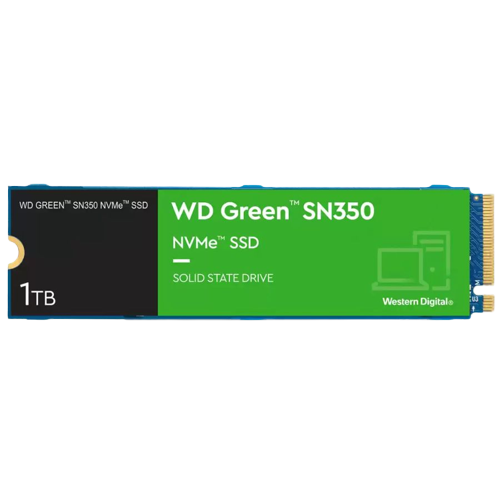 WD GREEN™ SN350 NVMe™ SSD
1TB
WD Green™ SN350
NVMe™ SSD
SOLID STATE DRIVE
Western Digital®